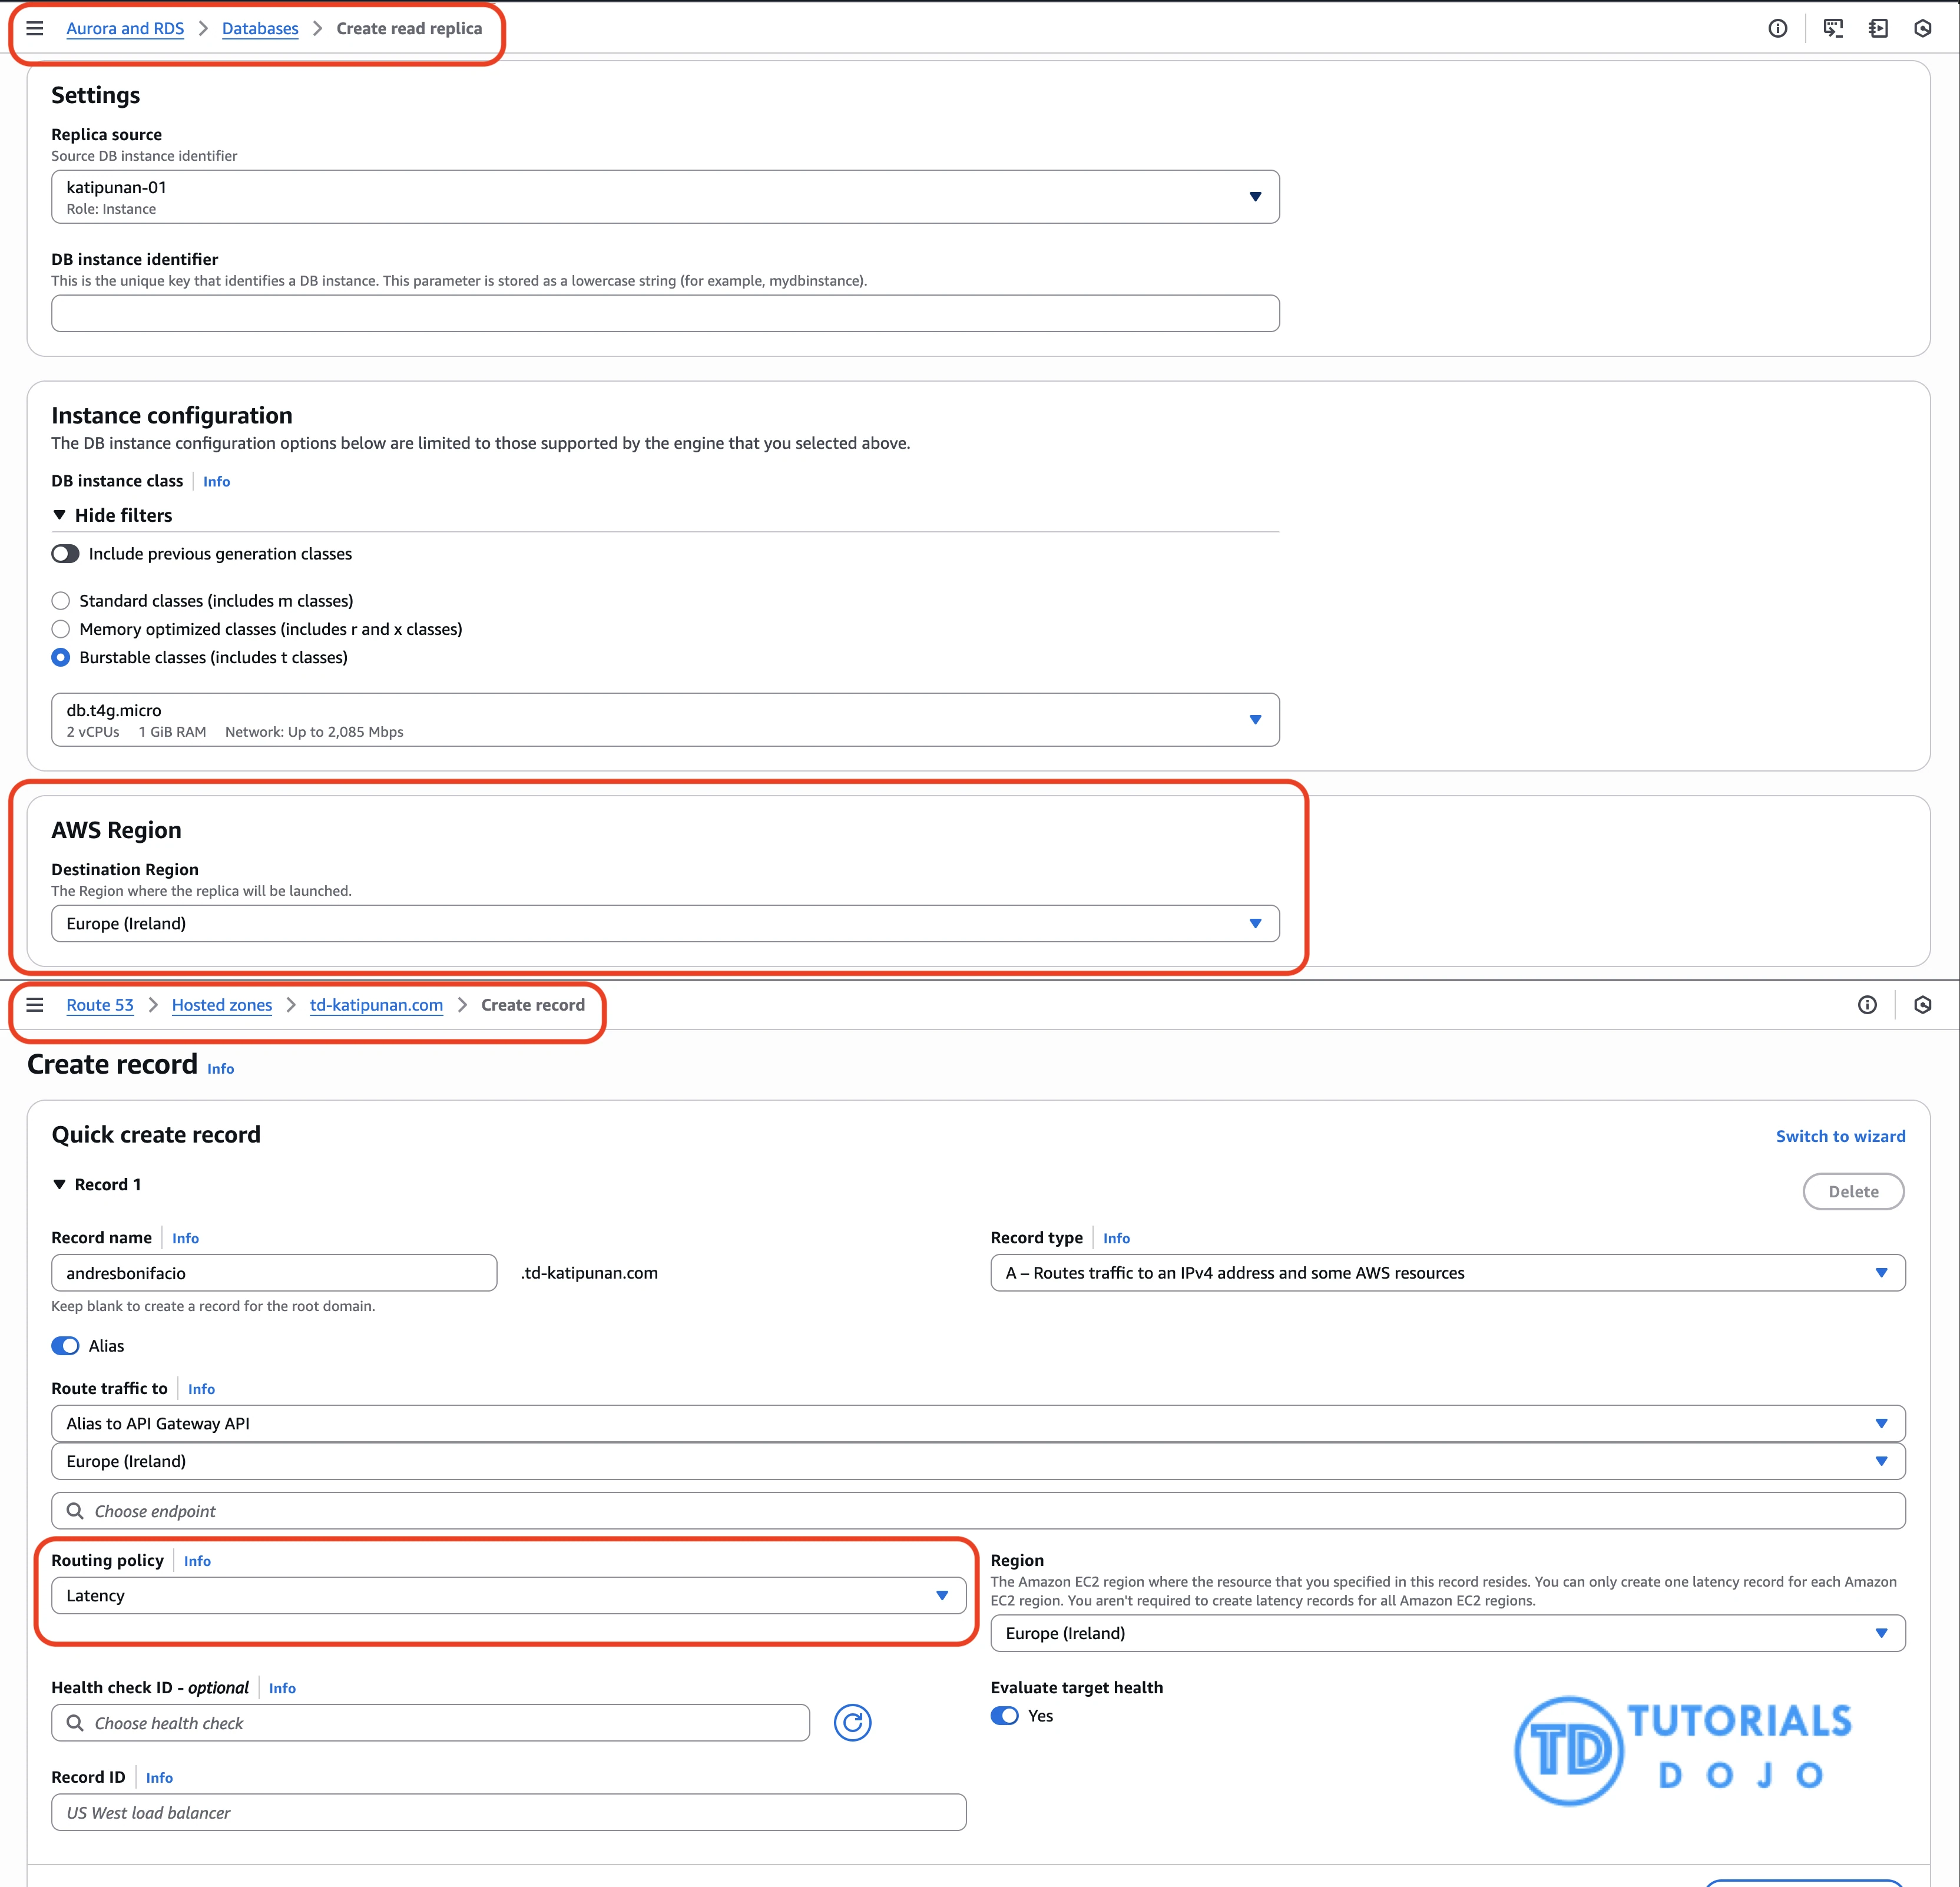 Aurora and RDS > Databases > Create read replica
Settings
Replica source
Source DB instance identifier
katipunan-01
Role: Instance
DB instance identifier
This is the unique key that identifies a DB instance. This parameter is stored as a lowercase string (for example, mydbinstance).
Instance configuration
The DB instance configuration options below are limited to those supported by the engine that you selected above.
DB instance class Info
Hide filters
Include previous generation classes
Standard classes (includes m classes)
Memory optimized classes (includes r and x classes)
Burstable classes (includes t classes)
db.t4g.micro
2 vCPUs 1 GiB RAM Network: Up to 2,085 Mbps
AWS Region
Destination Region
The Region where the replica will be launched.
Europe (Ireland)
Route 53 > Hosted zones > td-katipunan.com > Create record
Create record Info
Quick create record
Switch to wizard
Record 1
Delete
Record name Info
andresbonifacio .td-katipunan.com
Keep blank to create a record for the root domain.
Record type Info
A – Routes traffic to an IPv4 address and some AWS resources
Alias
Route traffic to Info
Alias to API Gateway API
Europe (Ireland)
Choose endpoint
Routing policy Info
Latency
Region
The Amazon EC2 region where the resource that you specified in this record resides. You can only create one latency record for each Amazon
EC2 region. You aren't required to create latency records for all Amazon EC2 regions.
Europe (Ireland)
Health check ID - optional Info
Choose health check
Evaluate target health
Yes
Record ID Info
US West load balancer
TD TUTORIALS
DOJO